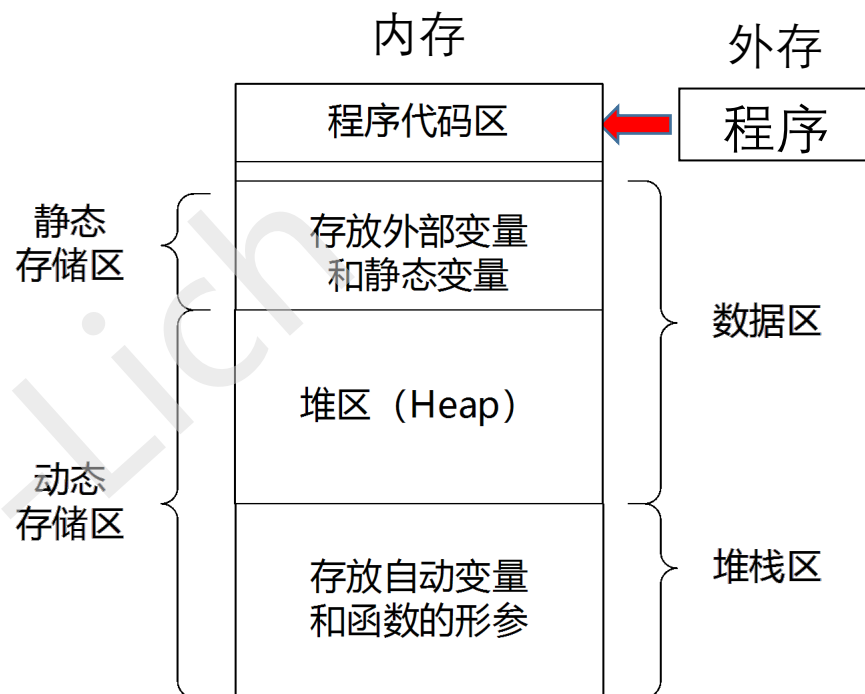 内存
外存
程序代码区
程序
静态
存储区
存放外部变量
和静态变量
数据区
堆区（Heap）
动态
存储区
存放自动变量
和函数的形参
堆栈区
-Lich